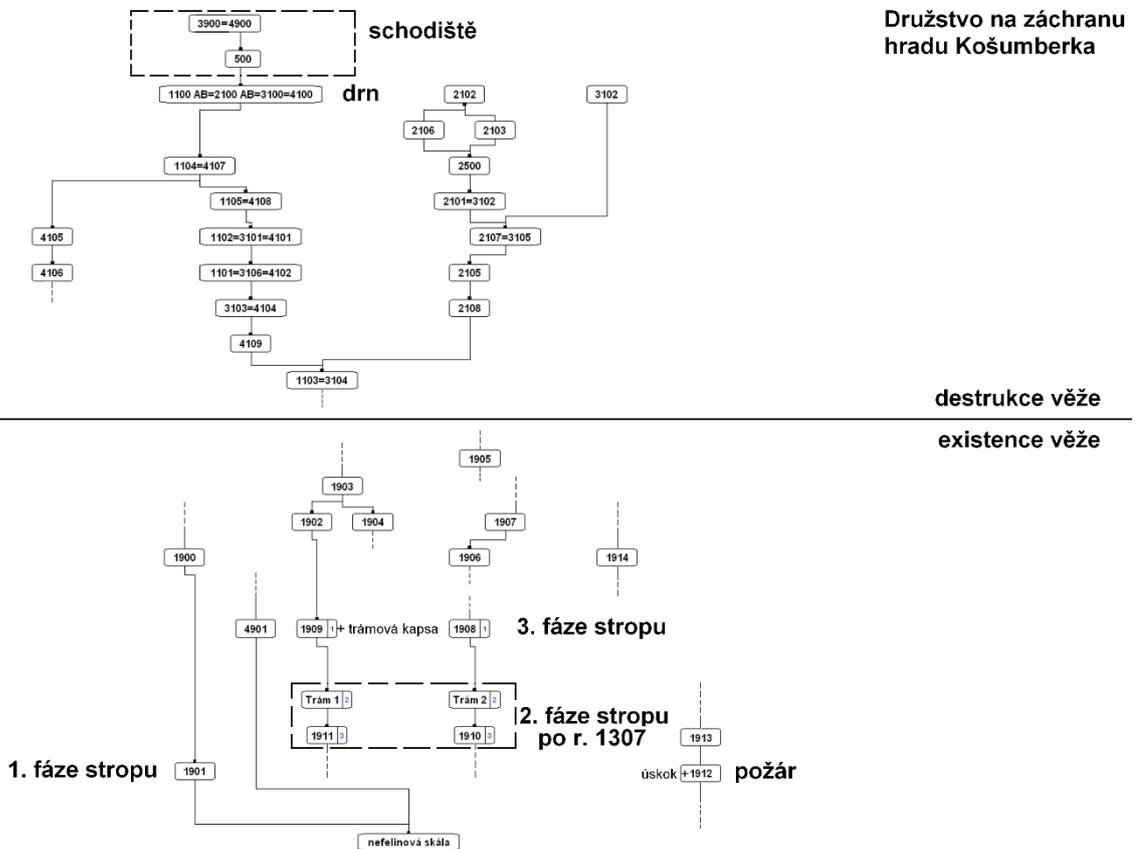 Družstvo na záchranu
hradu Košumberka
3900=4900
schodiště
500
1100 AB=2100 AB=3100=4100
drn
2102
3102
2106
2103
1104=4107
2500
1105=4108
2101=3102
4105
1102=3101=4101
2107=3105
4106
1101=3106=4102
2105
3103=4104
2108
4109
1103=3104
destrukce věže
existence věže
1905
1903
1902
1904
1907
1900
1906
1914
4901
1909 1 + trámová kapsa
1908 1
3. fáze stropu
Trám 1 2
Trám 2 2
2. fáze stropu
po r. 1307
1911 3
1910 3
1913
1. fáze stropu
1901
úskok +1912
požár
nefelinová skála